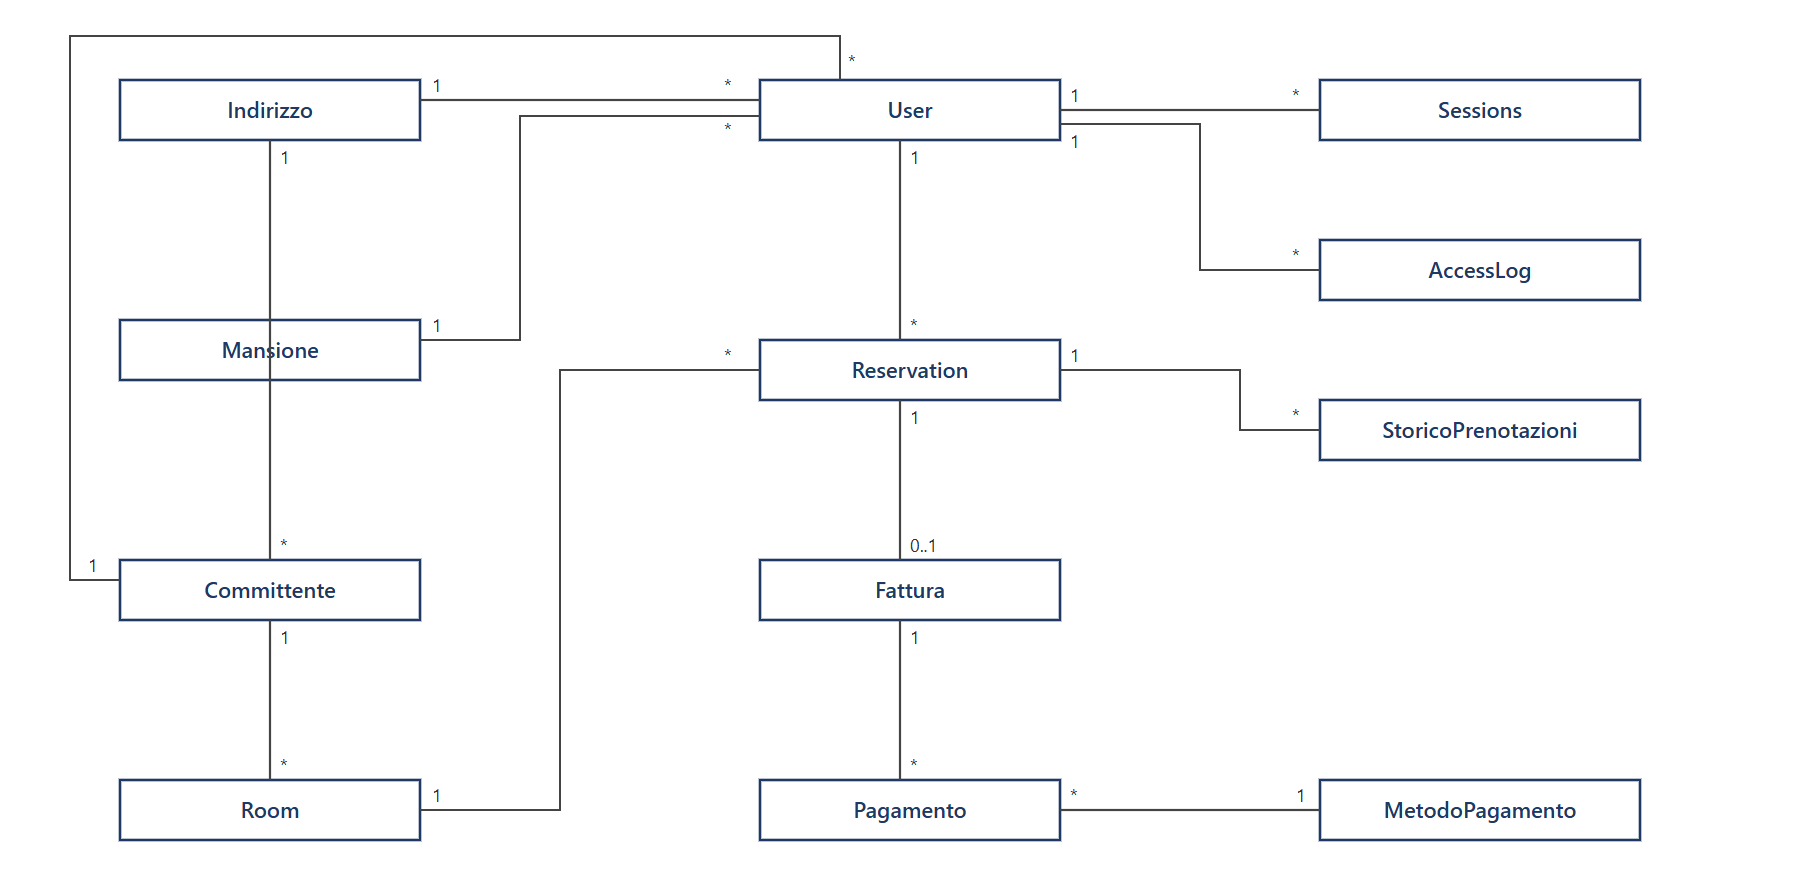 *
1
*
1
*
Indirizzo
User
Sessions
*
1
1
1
*
AccessLog
*
1
*
1
Mansione
*
Reservation
1
*
StoricoPrenotazioni
1
*
0..1
1
Committente
Fattura
1
1
*
*
1
*
1
Room
Pagamento
MetodoPagamento